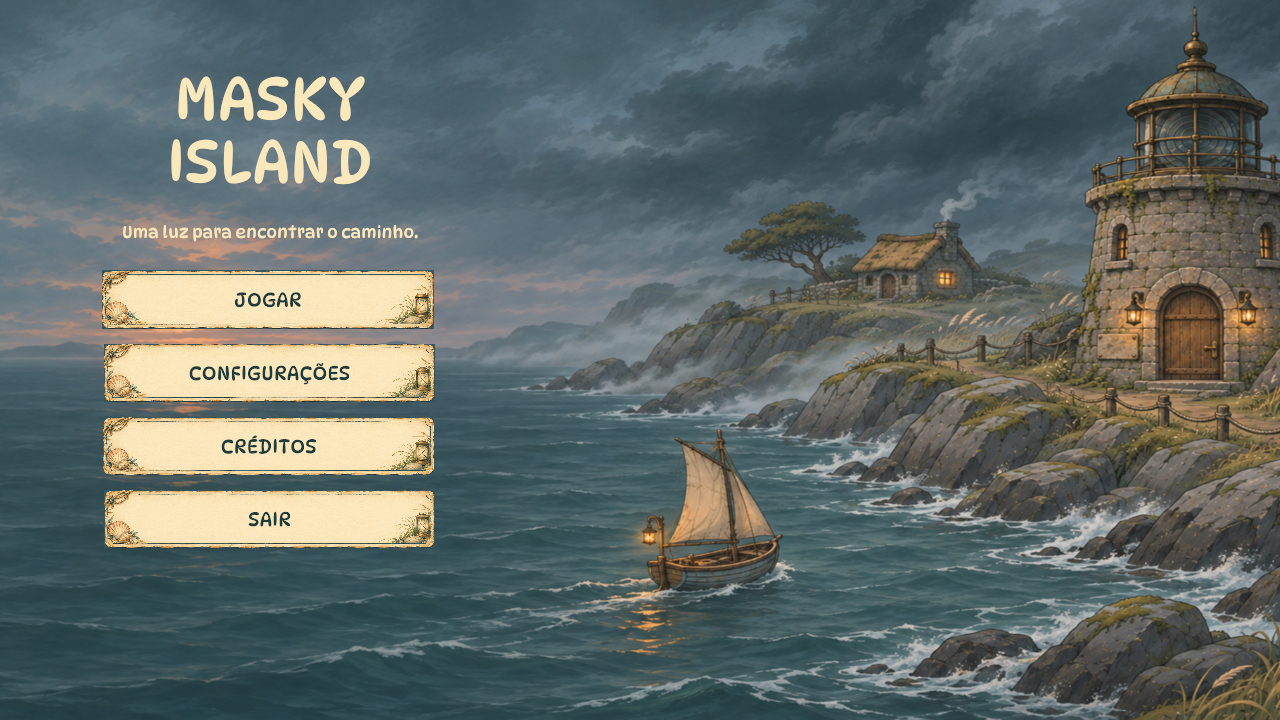 MASKY
ISLAND
Uma luz para encontrar o caminho.
JOGAR
CONFIGURAÇÕES
CRÉDITOS
SAIR